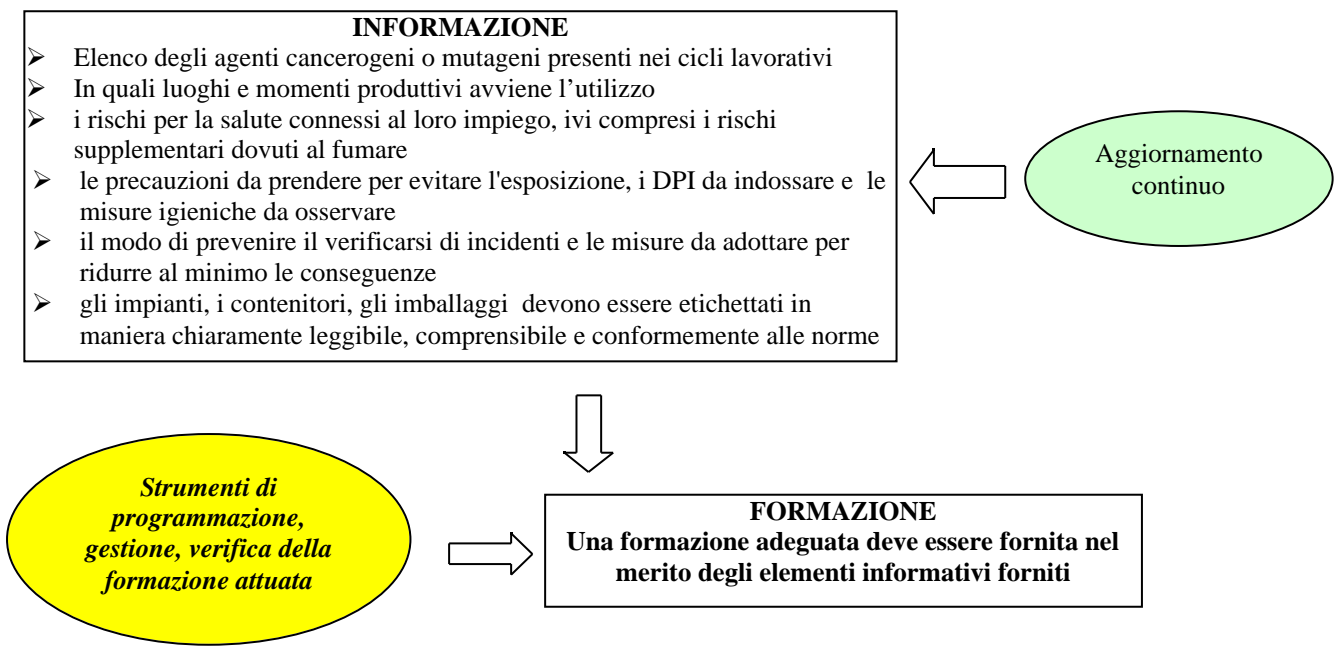 INFORMAZIONE
➢ Elenco degli agenti cancerogeni o mutageni presenti nei cicli lavorativi
➢ In quali luoghi e momenti produttivi avviene l’utilizzo
➢ i rischi per la salute connessi al loro impiego, ivi compresi i rischi
supplementari dovuti al fumare
➢ le precauzioni da prendere per evitare l'esposizione, i DPI da indossare e le
misure igieniche da osservare
➢ il modo di prevenire il verificarsi di incidenti e le misure da adottare per
ridurre al minimo le conseguenze
➢ gli impianti, i contenitori, gli imballaggi devono essere etichettati in
maniera chiaramente leggibile, comprensibile e conformemente alle norme
Aggiornamento
continuo
Strumenti di
programmazione,
gestione, verifica della
formazione attuata
FORMAZIONE
Una formazione adeguata deve essere fornita nel
merito degli elementi informativi forniti